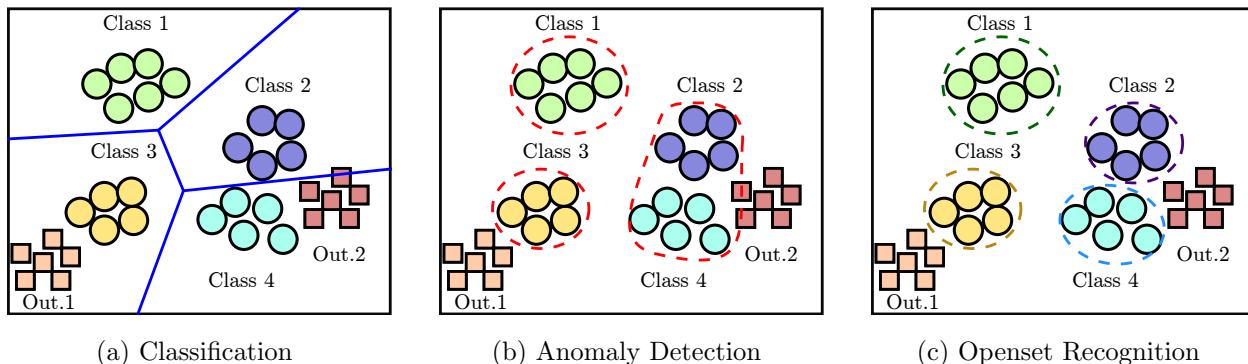 Class 1
Class 2
Class 3
Class 4
Out.1
Out.2
(a) Classification
Class 1
Class 2
Class 3
Class 4
Out.1
Out.2
(b) Anomaly Detection
Class 1
Class 2
Class 3
Class 4
Out.1
Out.2
(c) Openset Recognition